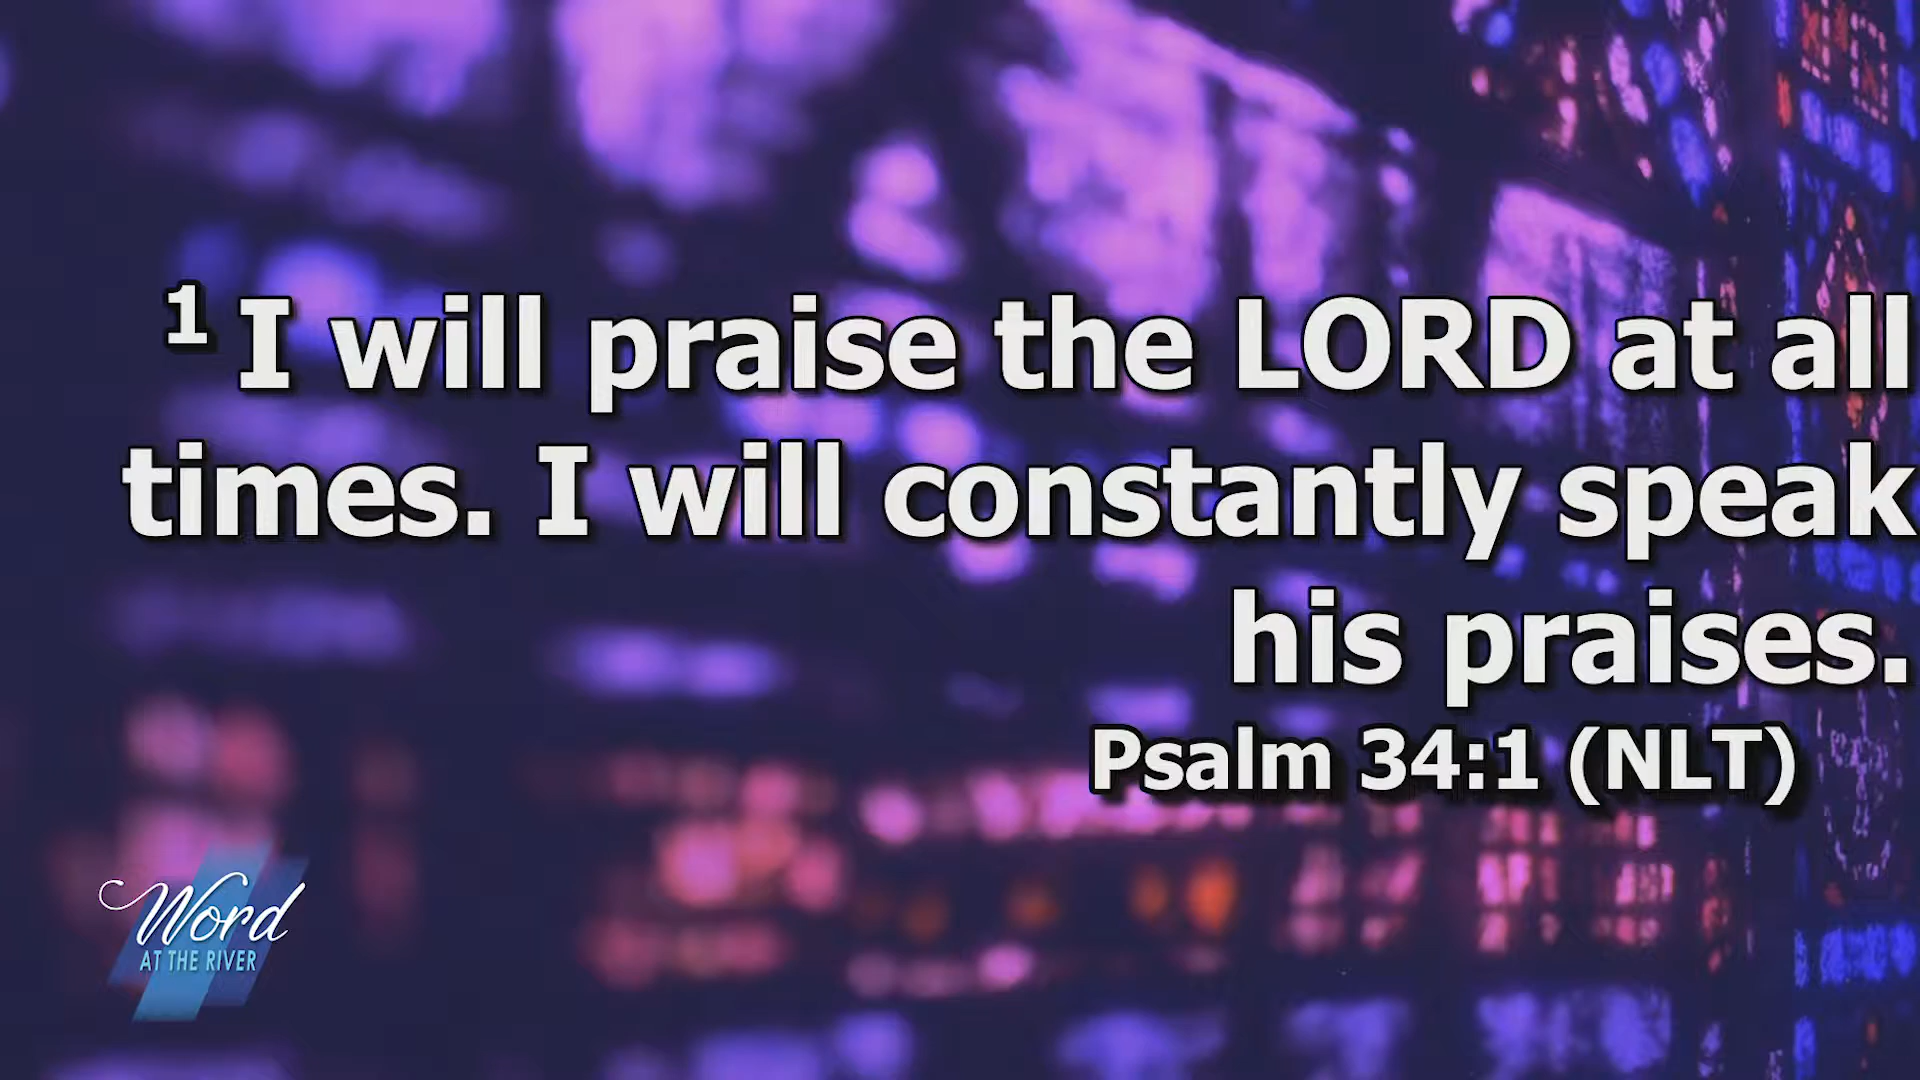 ¹ I will praise the LORD at all
times. I will constantly speak
his praises.
Psalm 34:1 (NLT)
Word
AT THE RIVER